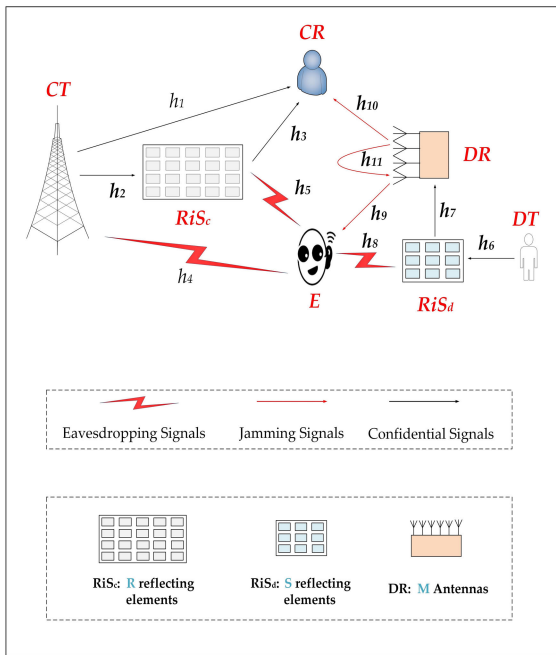 CR
CT
h1
h10
h3
h11
DR
h2
h5
h9
h7
RiSc
h8
DT
h6
h4
E
RiSd
Eavesdropping Signals
Jamming Signals
Confidential Signals
RiSc: R reflecting
elements
RiSd: S reflecting
elements
DR: M Antennas